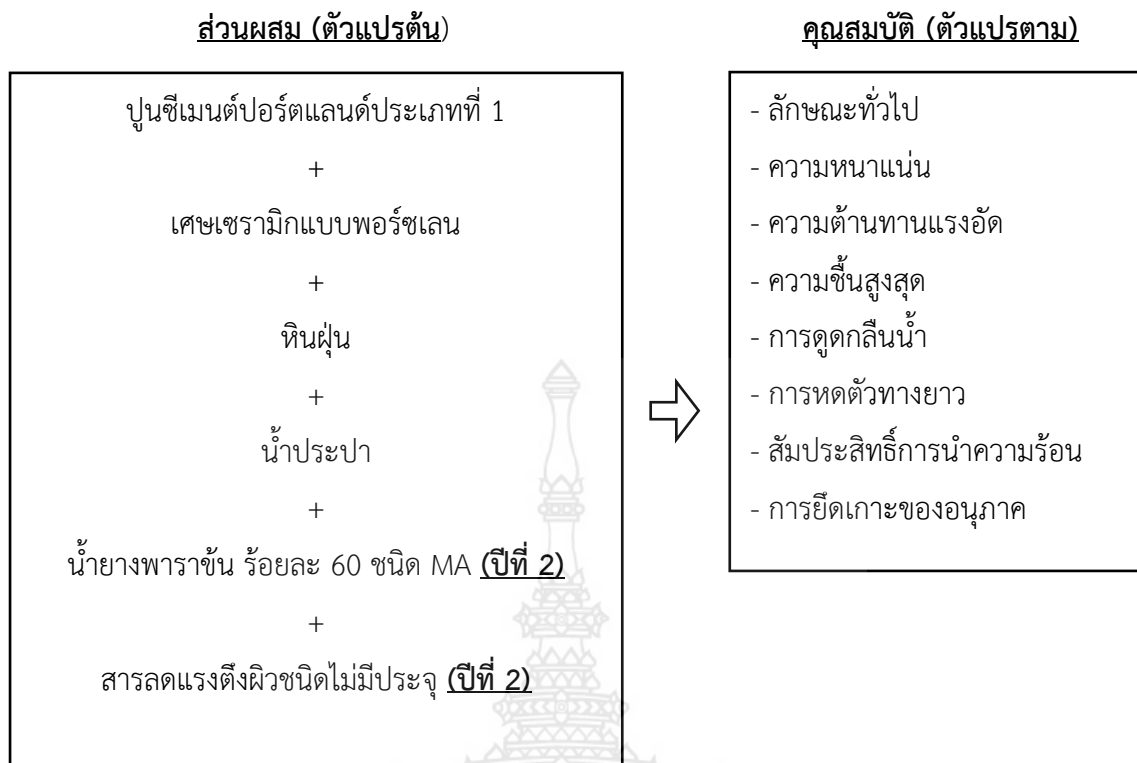 ส่วนผสม (ตัวแปรต้น)
ปูนซีเมนต์ปอร์ตแลนด์ประเภทที่ 1
+
เศษเซรามิกแบบพอร์ซเลน
+
หินฝุ่น
+
น้ำประปา
+
น้ำยางพาราข้น ร้อยละ 60 ชนิด MA (ปีที่ 2)
+
สารลดแรงตึงผิวชนิดไม่มีประจุ (ปีที่ 2)
คุณสมบัติ (ตัวแปรตาม)
- ลักษณะทั่วไป
- ความหนาแน่น
- ความต้านทานแรงอัด
- ความชื้นสูงสุด
- การดูดกลืนน้ำ
- การหดตัวทางยาว
- สัมประสิทธิ์การนำความร้อน
- การยึดเกาะของอนุภาค